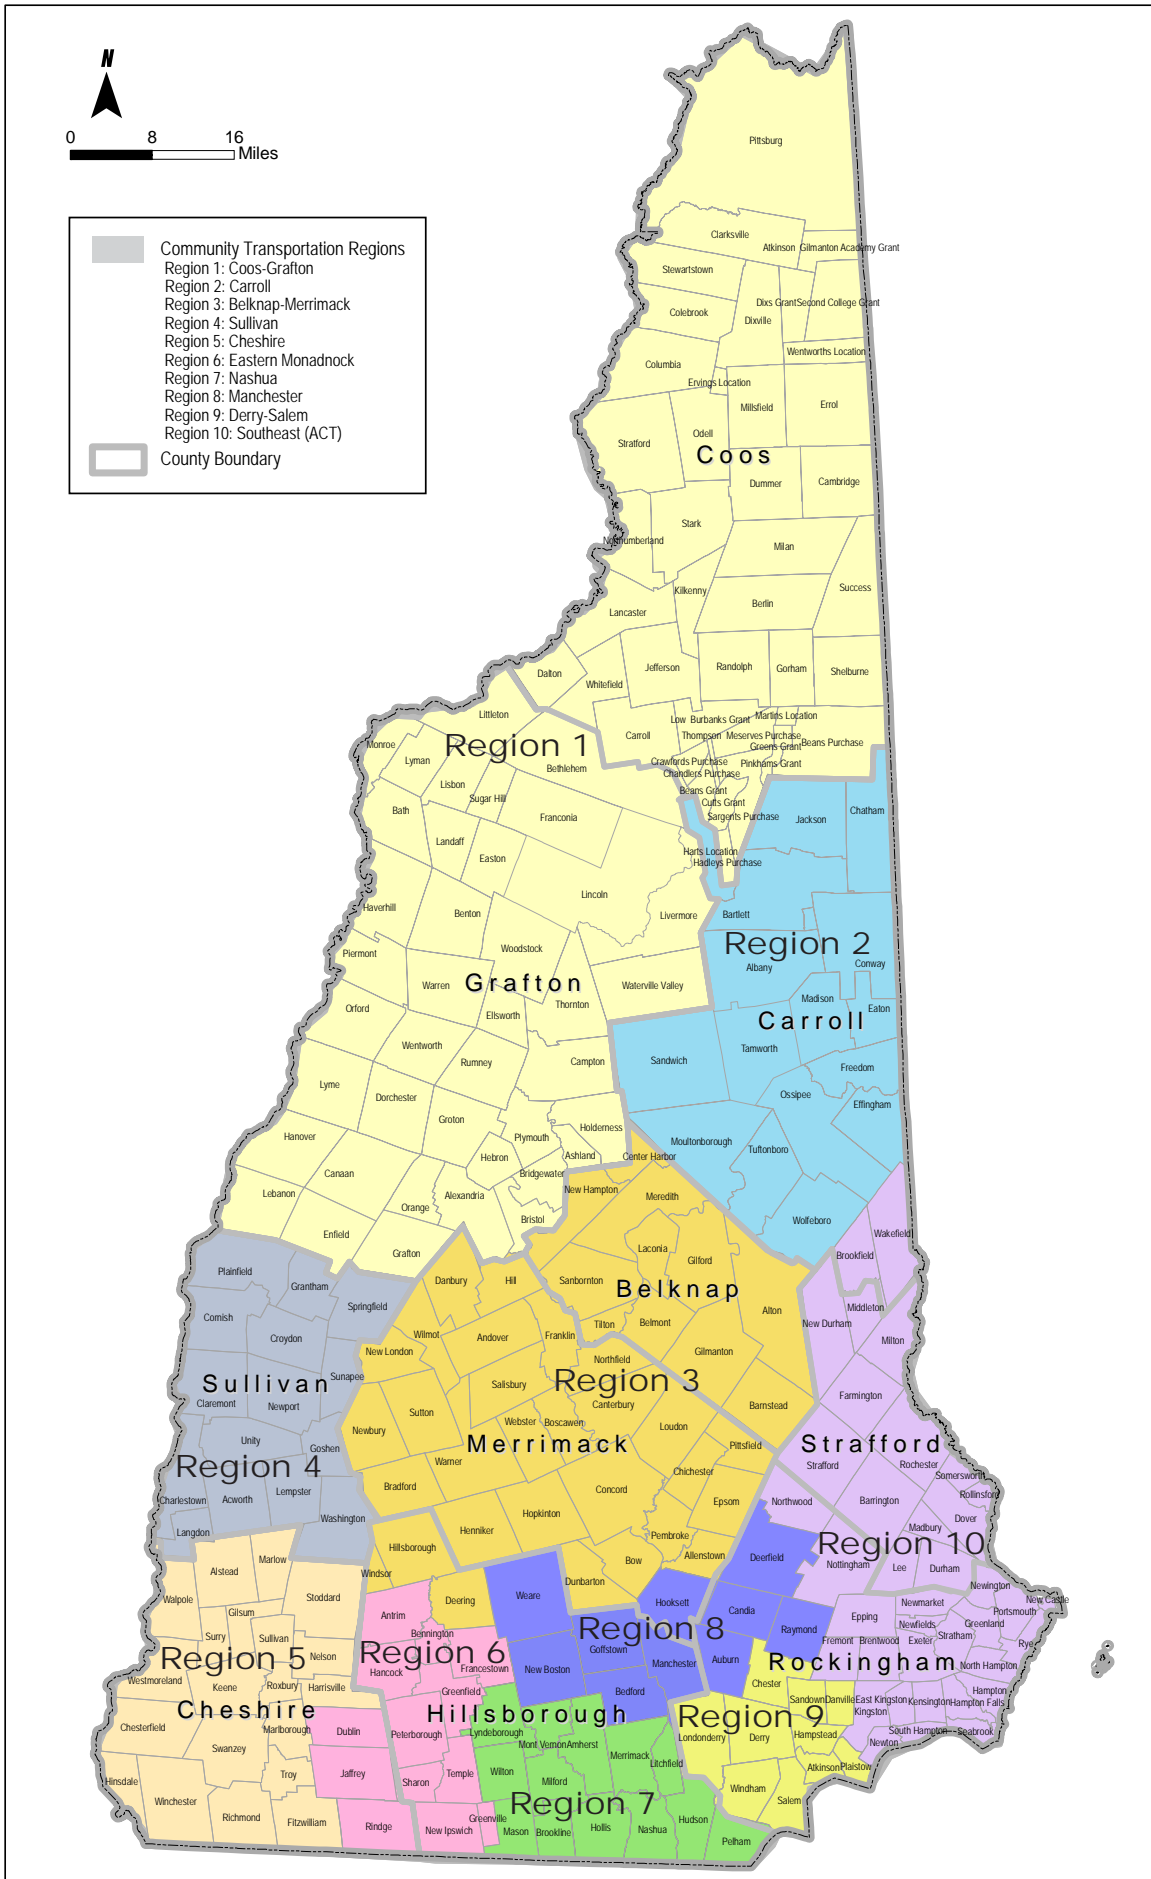 N
0 8 16
Miles
Community Transportation Regions
Region 1: Coos-Grafton
Region 2: Carroll
Region 3: Belknap-Merrimack
Region 4: Sullivan
Region 5: Cheshire
Region 6: Eastern Monadnock
Region 7: Nashua
Region 8: Manchester
Region 9: Derry-Salem
Region 10: Southeast (ACT)
County Boundary
Pittsburg
Clarksville
Atkinson Gilmanton Academy Grant
Stewartstown
Dixs Grant Second College Grant
Colebrook
Dixville
Wentworths Location
Columbia
Ervings Location
Millsfield
Errol
Odell
Stratford
Coos
Dummer
Cambridge
Stark
Northumberland
Milan
Success
Kilkenny
Berlin
Lancaster
Jefferson
Randolph
Gorham
Shelburne
Dalton
Whitefield
Littleton
Low Burbanks Grant
Martins Location
Carroll
Thompson
Meserves Purchase
Monroe
Region 1
Greens Grant
Beans Purchase
Lyman
Bethlehem
Crawfords Purchase
Pinkhams Grant
Chandlers Purchase
Lisbon
Beans Grant
Sugar Hill
Cutts Grant
Bath
Franconia
Sargents Purchase
Jackson
Chatham
Landaff
Easton
Harts Location
Hadleys Purchase
Lincoln
Haverhill
Benton
Livermore
Bartlett
Woodstock
Region 2
Piermont
Albany
Conway
Warren
Grafton
Waterville Valley
Thornton
Madison
Orford
Ellsworth
Eaton
Carroll
Wentworth
Tamworth
Rumney
Campton
Sandwich
Freedom
Lyme
Dorchester
Ossipee
Effingham
Groton
Holderness
Hanover
Plymouth
Moultonborough
Tuftonboro
Hebron
Ashland
Center Harbor
Canaan
Bridgewater
New Hampton
Lebanon
Alexandria
Meredith
Orange
Bristol
Wolfeboro
Enfield
Wakefield
Grafton
Laconia
Brookfield
Gilford
Plainfield
Grantham
Danbury
Hill
Sanbornton
Belknap
Springfield
Middleton
Alton
Cornish
Tilton
Belmont
New Durham
Croydon
Wilmot
Andover
Franklin
Milton
New London
Northfield
Gilmanton
Sunapee
Sullivan
Salisbury
Region 3
Farmington
Claremont
Newport
Canterbury
Barnstead
Sutton
Webster
Boscawen
Loudon
Newbury
Unity
Merrimack
Pittsfield
Strafford
Goshen
Warner
Region 4
Chichester
Strafford
Rochester
Somersworth
Bradford
Concord
Lempster
Rollinsford
Charlestown
Acworth
Epsom
Northwood
Barrington
Hopkinton
Washington
Dover
Langdon
Henniker
Pembroke
Madbury
Hillsborough
Region 10
Marlow
Bow
Allenstown
Deerfield
Nottingham
Lee
Durham
Alstead
Windsor
Dunbarton
Newington
Stoddard
Weare
Walpole
Deering
Hooksett
Candia
Newmarket
New Castle
Gilsum
Antrim
Portsmouth
Epping
Newfields
Greenland
Region 8
Raymond
Surry
Sullivan
Bennington
Fremont
Brentwood
Exeter
Stratham
Rye
Nelson
Region 6
Goffstown
Region 5
Auburn
Rockingham
North Hampton
Manchester
Westmoreland
Hancock
Francestown
New Boston
Keene
Roxbury
Harrisville
Chester
Hampton
Greenfield
Bedford
Sandown
Danville
East Kingston
Kensington
Hampton Falls
Cheshire
Hillsborough
Region 9
Kingston
Chesterfield
Marlborough
Dublin
Peterborough
Lyndeborough
South Hampton
Seabrook
Londonderry
Derry
Hampstead
Swanzey
Mont Vernon
Amherst
Newton
Merrimack
Litchfield
Atkinson
Plaistow
Troy
Jaffrey
Sharon
Temple
Wilton
Hinsdale
Milford
Windham
Winchester
Region 7
Salem
Richmond
Fitzwilliam
Rindge
New Ipswich
Greenville
Mason
Brookline
Hollis
Nashua
Hudson
Pelham